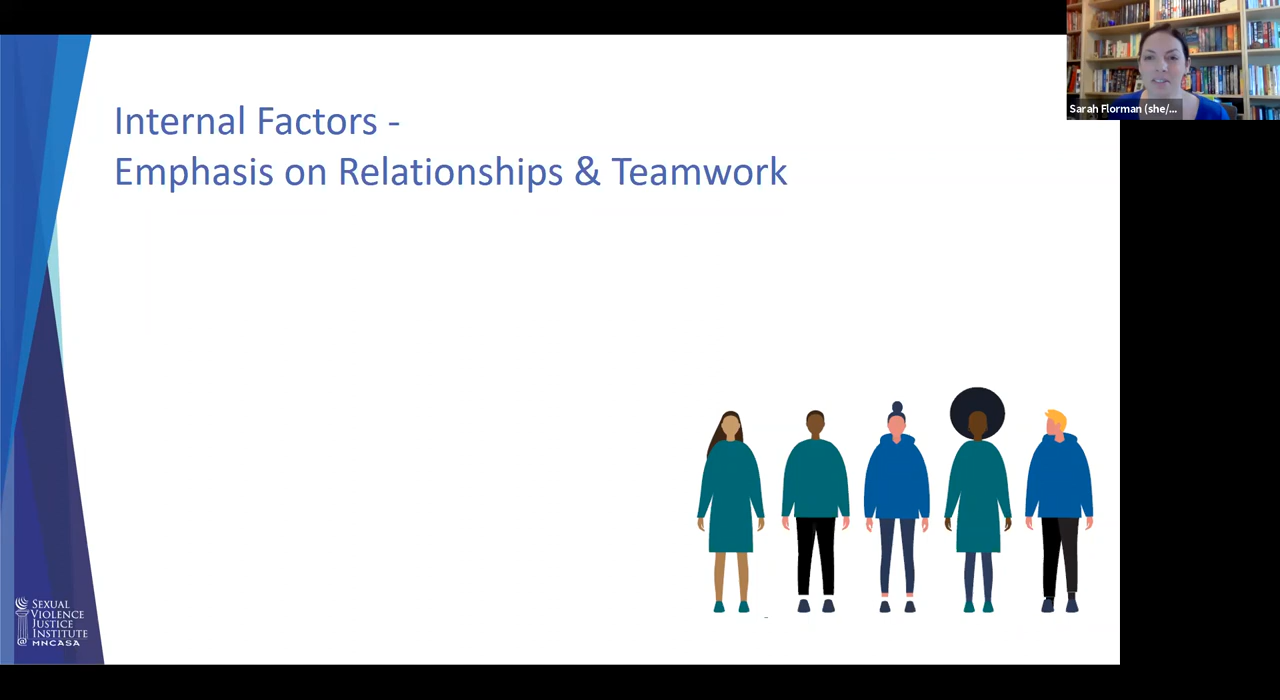 Internal Factors -
Emphasis on Relationships & Teamwork
Sarah Florman (she/...
SEXUAL
VIOLENCE
JUSTICE
INSTITUTE
@ MNCASA